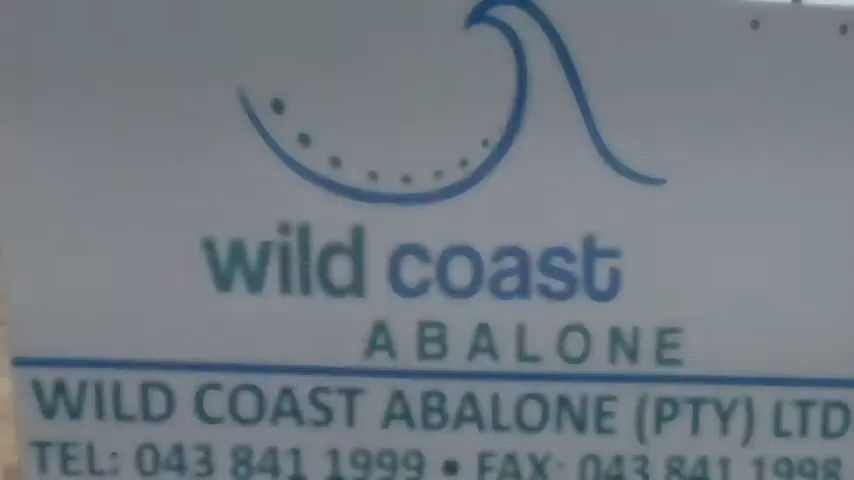 wild coast
ABALONE
WILD COAST ABALONE (PTY) LTD
TEL: 043 841 1999 • FAX: 043 841 1998